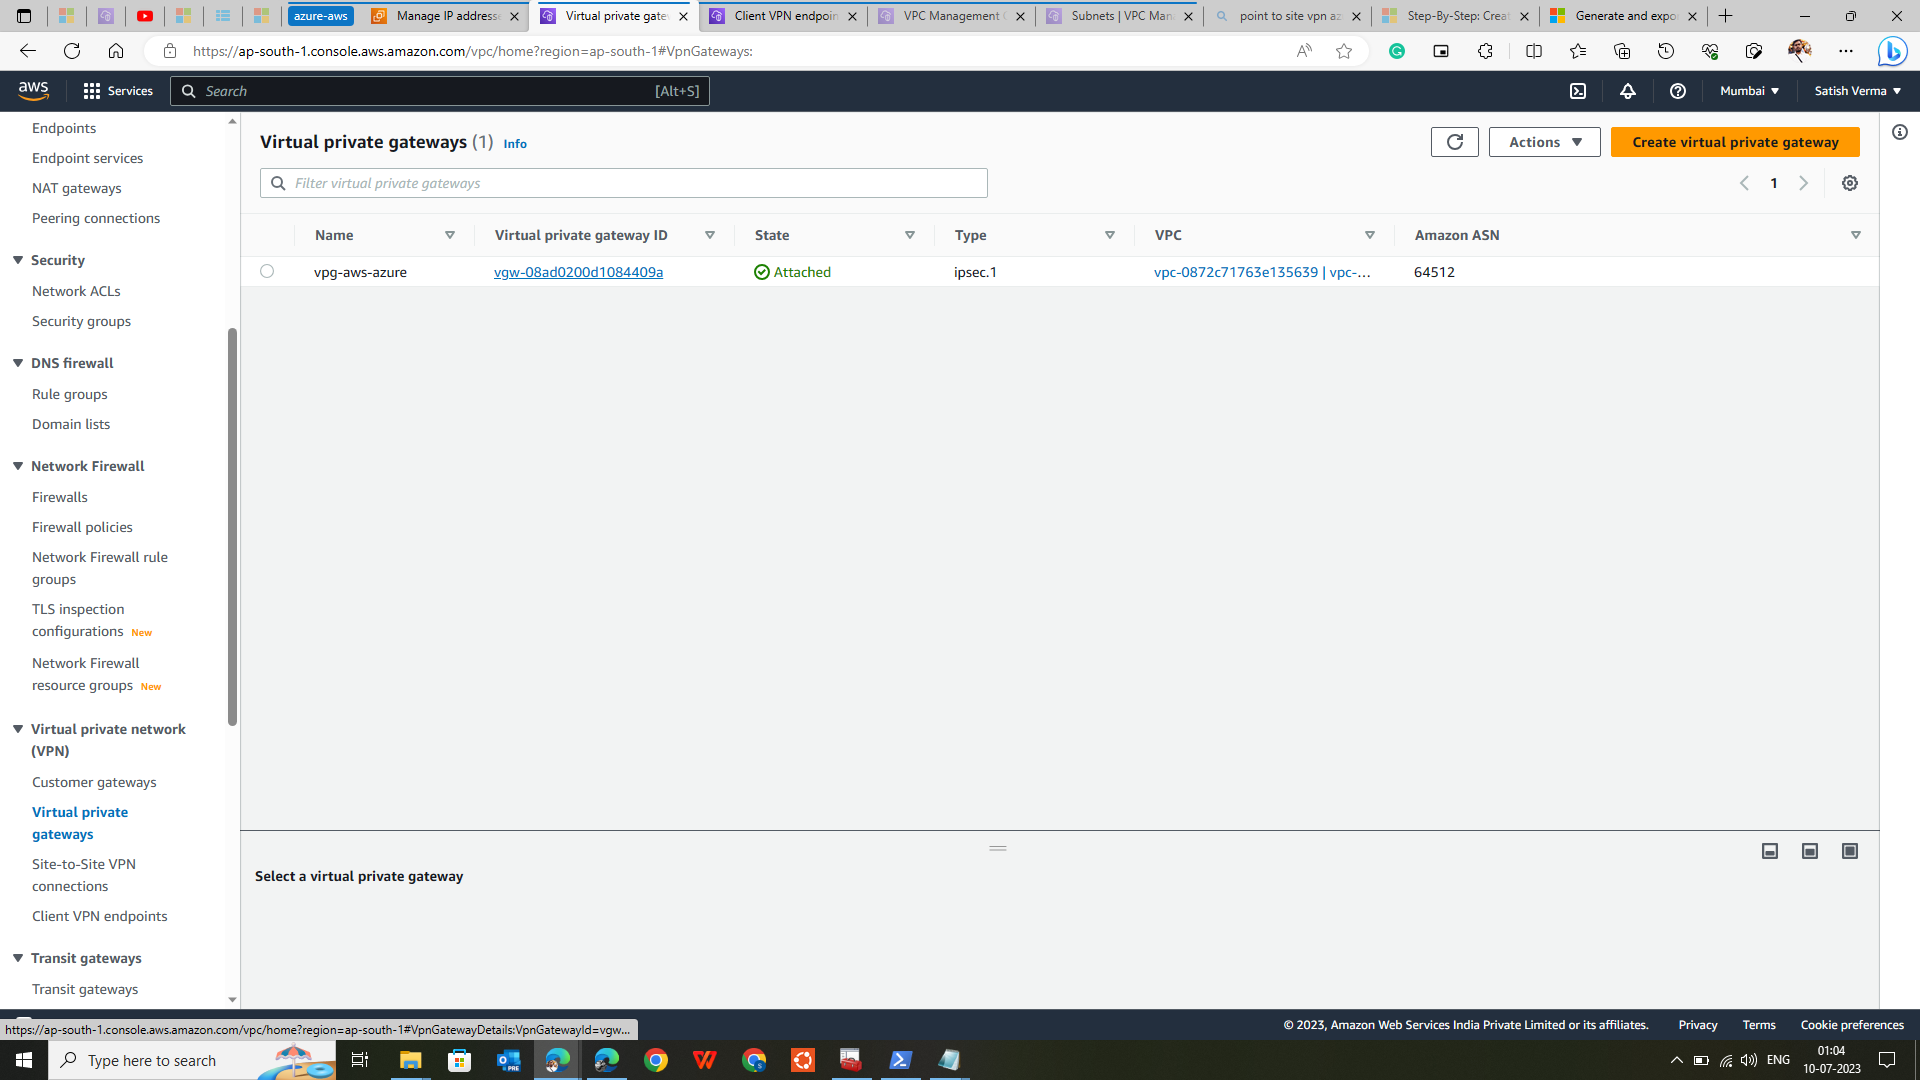 azure-aws
Manage IP addresse
Virtual private gate
Client VPN endpoin
VPC Management C
Subnets | VPC Man
point to site vpn az
Step-By-Step: Creat
Generate and expo
https://ap-south-1.console.aws.amazon.com/vpc/home?region=ap-south-1#VpnGateways:
aws
Services
Search
[Alt+S]
Mumbai
Satish Verma
Endpoints
Endpoint services
NAT gateways
Peering connections
Security
Network ACLs
Security groups
DNS firewall
Rule groups
Domain lists
Network Firewall
Firewalls
Firewall policies
Network Firewall rule
groups
TLS inspection
configurations New
Network Firewall
resource groups New
Virtual private network
(VPN)
Customer gateways
Virtual private
gateways
Site-to-Site VPN
connections
Client VPN endpoints
Transit gateways
Transit gateways
Virtual private gateways (1) Info
Actions
Create virtual private gateway
Filter virtual private gateways
1
Name Virtual private gateway ID State Type VPC Amazon ASN
vpg-aws-azure vgw-08ad0200d1084409a Attached ipsec.1 vpc-0872c71763e135639 | vpc-... 64512
Select a virtual private gateway
https://ap-south-1.console.aws.amazon.com/vpc/home?region=ap-south-1#VpnGatewayDetails:VpnGatewayId=vgw...
© 2023, Amazon Web Services India Private Limited or its affiliates.
Privacy
Terms
Cookie preferences
Type here to search
PRE
ENG
01:04
10-07-2023